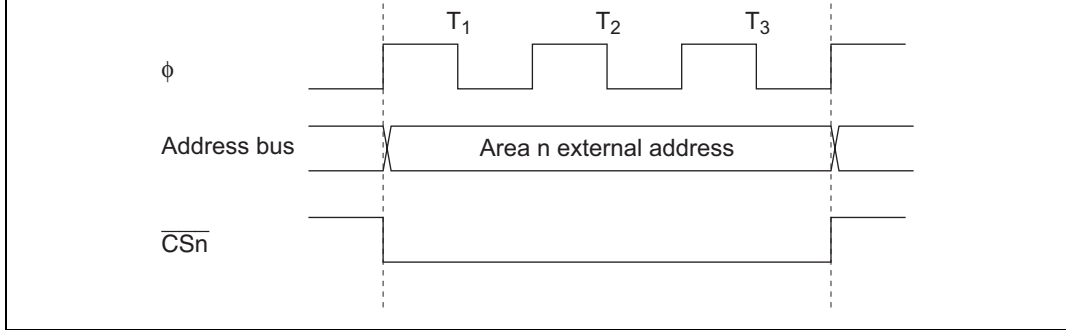 T1 T2 T3
φ
Address bus Area n external address
CSn